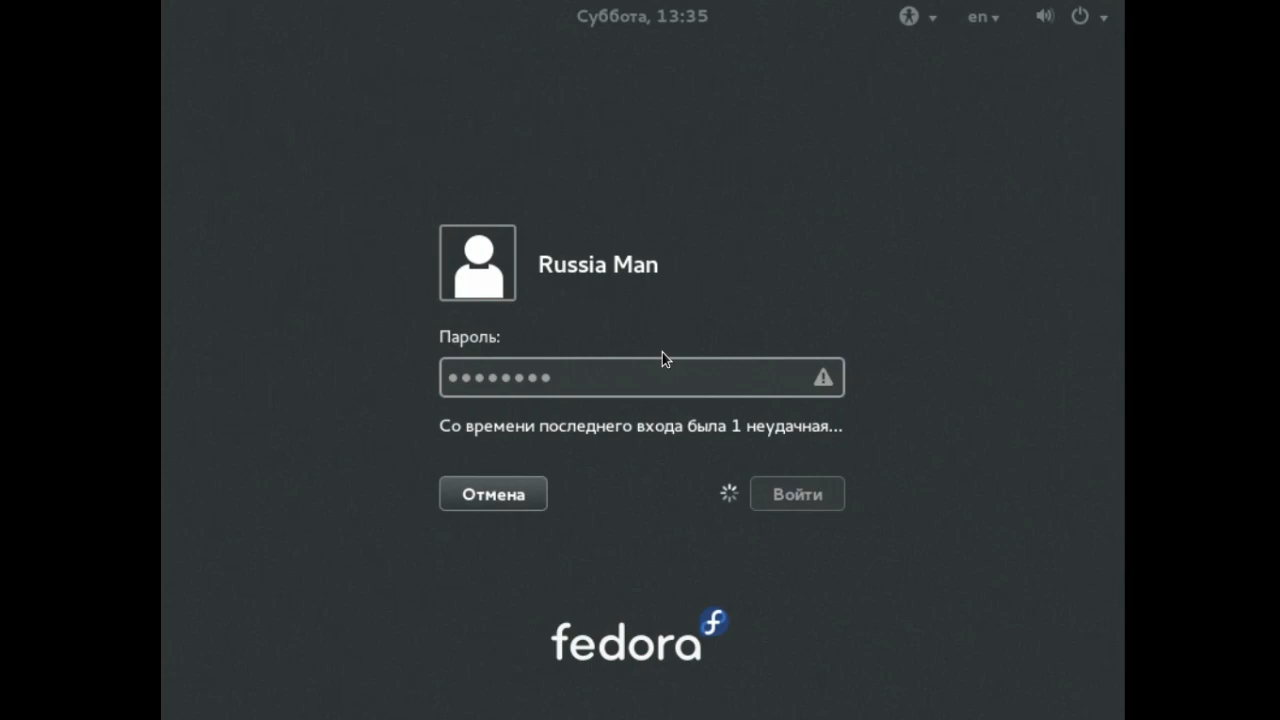 Суббота, 13:35
en
Russia Man
Пароль:
Со времени последнего входа была 1 неудачная...
Отмена
Войти
fedora